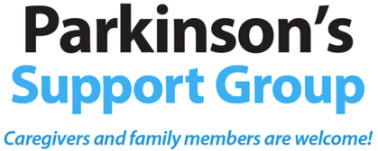 Parkinson’s
Support Group
Caregivers and family members are welcome!